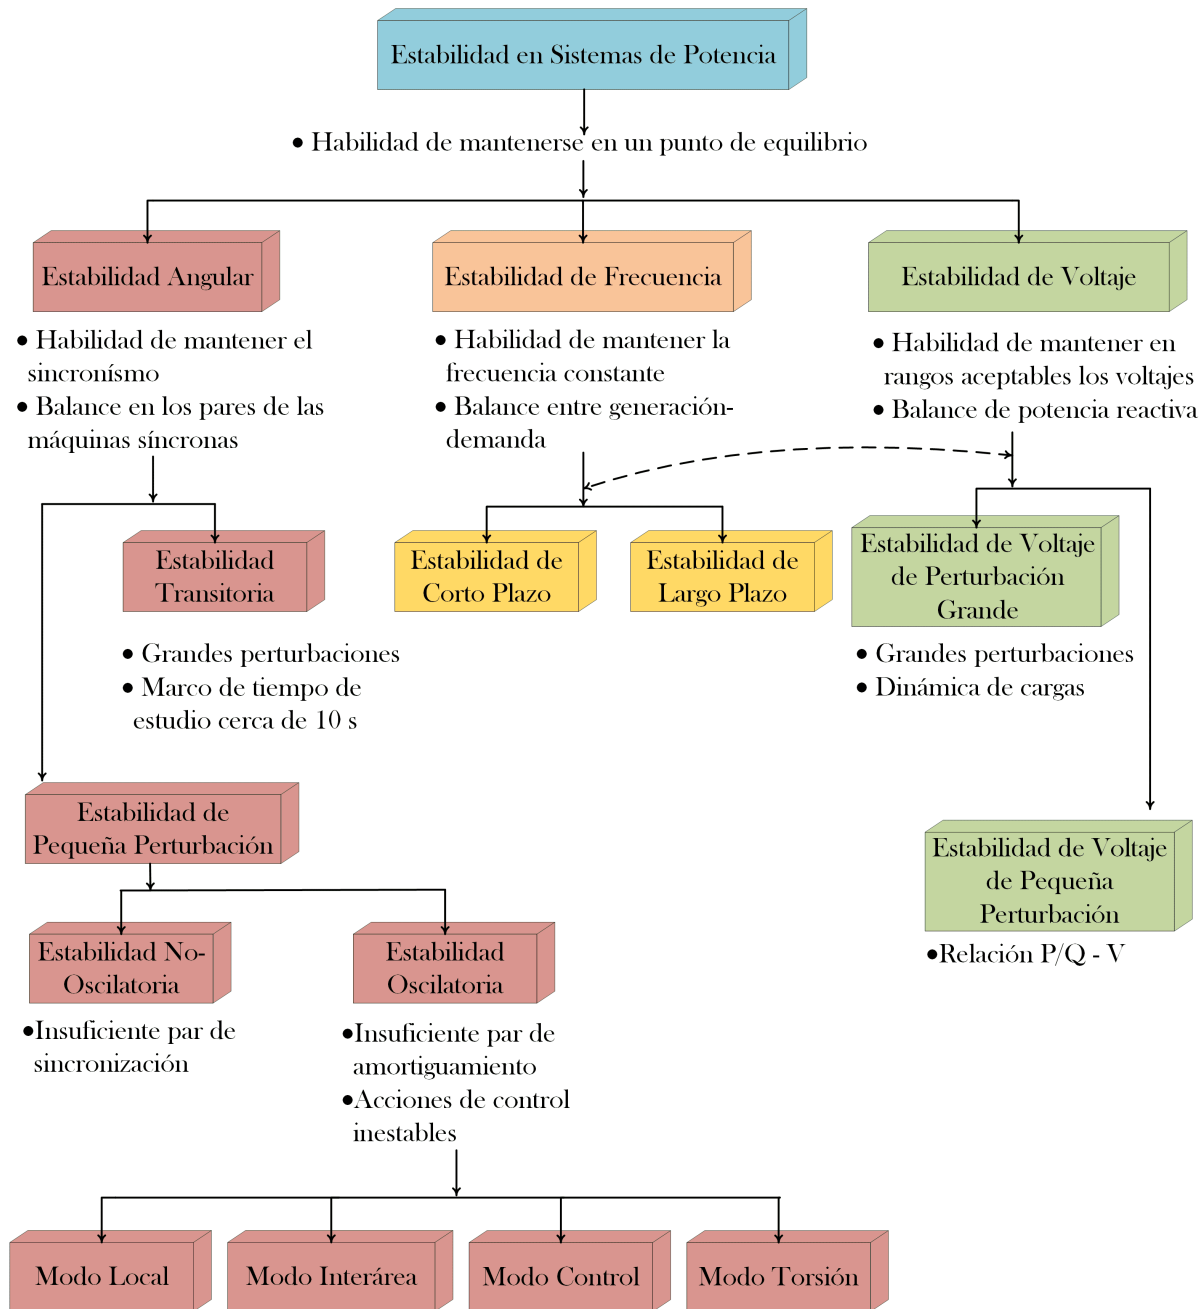 Estabilidad en Sistemas de Potencia
• Habilidad de mantenerse en un punto de equilibrio
Estabilidad Angular
• Habilidad de mantener el
sincronísmo
• Balance en los pares de las
máquinas síncronas
Estabilidad de Frecuencia
• Habilidad de mantener la
frecuencia constante
• Balance entre generación-
demanda
Estabilidad de Voltaje
• Habilidad de mantener en
rangos aceptables los voltajes
• Balance de potencia reactiva
Estabilidad
Transitoria
• Grandes perturbaciones
• Marco de tiempo de
estudio cerca de 10 s
Estabilidad de
Corto Plazo
Estabilidad de
Largo Plazo
Estabilidad de Voltaje
de Perturbación
Grande
• Grandes perturbaciones
• Dinámica de cargas
Estabilidad de
Pequeña Perturbación
Estabilidad de Voltaje
de Pequeña
Perturbación
•Relación P/Q - V
Estabilidad No-
Oscilatoria
•Insuficiente par de
sincronización
Estabilidad
Oscilatoria
•Insuficiente par de
amortiguamiento
•Acciones de control
inestables
Modo Local
Modo Interárea
Modo Control
Modo Torsión